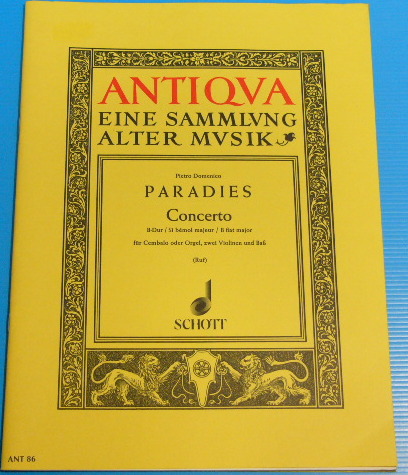 ANTIQVA
EINE SAMMLVNG
ALTER MVSIK
Pietro Domenico
PARADIES
Concerto
B-Dur / Si bémol majeur / B flat major
für Cembalo oder Orgel, zwei Violinen und Baß
(Ruf)
SCHOTT
ANT 86